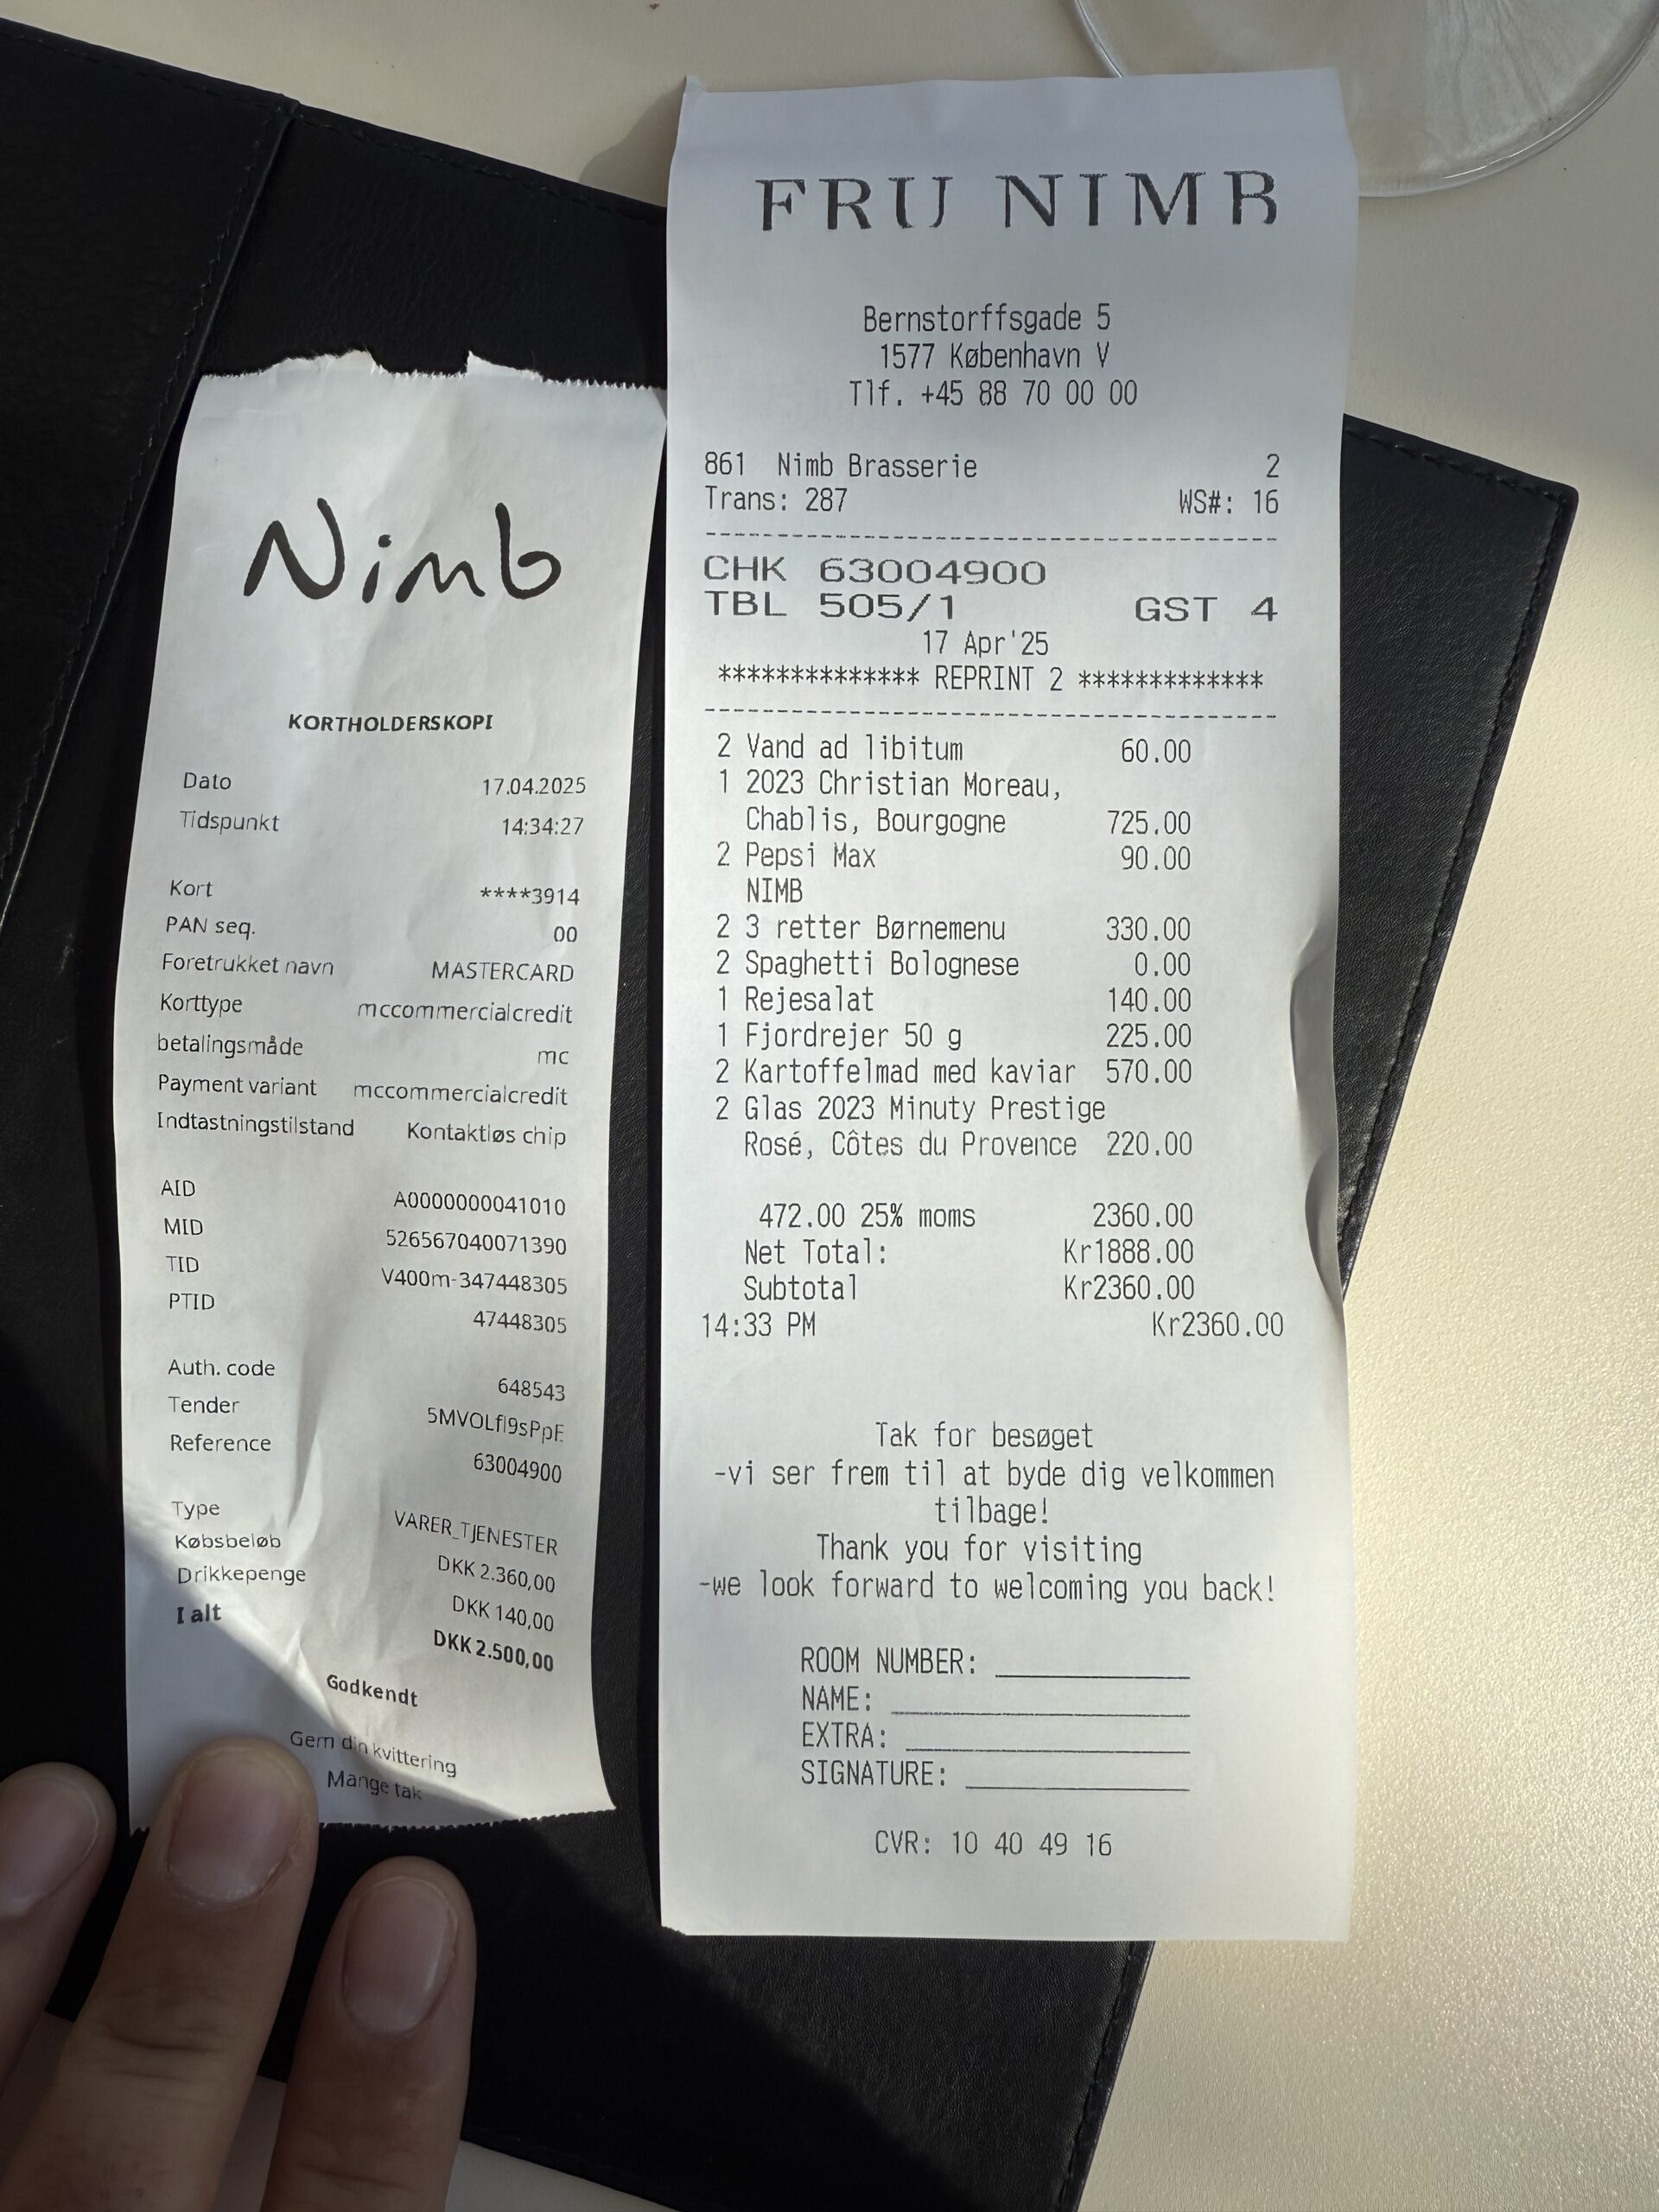 Nimb
KORTHOLDERSKOPI
Dato 17.04.2025
Tidspunkt 14:34:27
Kort ****3914
PAN seq. 00
Foretrukket navn MASTERCARD
Korttype mccommercialcredit
betalingsmåde mc
Payment variant mccommercialcredit
Indtastningstilstand Kontaktløs chip
AID A0000000041010
MID 526567040071390
TID V400m-347448305
PTID 47448305
Auth. code 648543
Tender 5MVOLfI9sPpE
Reference 63004900
Type VARER_TJENESTER
Købsbeløb DKK 2.360,00
Drikkepenge DKK 140,00
I alt DKK 2.500,00
Godkendt
Gem din kvittering
Mange tak
FRU NIMB
Bernstorffsgade 5
1577 København V
Tlf. +45 88 70 00 00
861 Nimb Brasserie 2
Trans: 287 WS#: 16
----------------------------------------
CHK 63004900
TBL 505/1 GST 4
17 Apr'25
************** REPRINT 2 *************
----------------------------------------
2 Vand ad libitum 60.00
1 2023 Christian Moreau,
Chablis, Bourgogne 725.00
2 Pepsi Max 90.00
NIMB
2 3 retter Børnemenu 330.00
2 Spaghetti Bolognese 0.00
1 Rejesalat 140.00
1 Fjordrejer 50 g 225.00
2 Kartoffelmad med kaviar 570.00
2 Glas 2023 Minuty Prestige
Rosé, Côtes du Provence 220.00
472.00 25% moms 2360.00
Net Total: Kr1888.00
Subtotal Kr2360.00
14:33 PM Kr2360.00
Tak for besøget
-vi ser frem til at byde dig velkommen
tilbage!
Thank you for visiting
-we look forward to welcoming you back!
ROOM NUMBER: _____________
NAME: ____________________
EXTRA: ___________________
SIGNATURE: _______________
CVR: 10 40 49 16